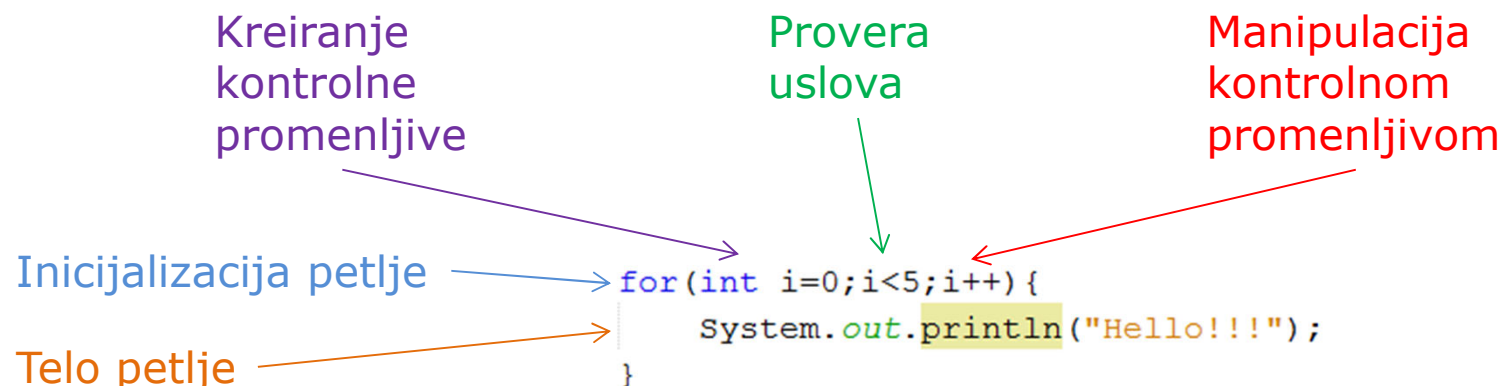 Kreiranje
kontrolne
promenljive
Provera
uslova
Manipulacija
kontrolnom
promenljivom
Inicijalizacija petlje
for(int i=0;i<5;i++){
System.out.println("Hello!!!");
Telo petlje
}